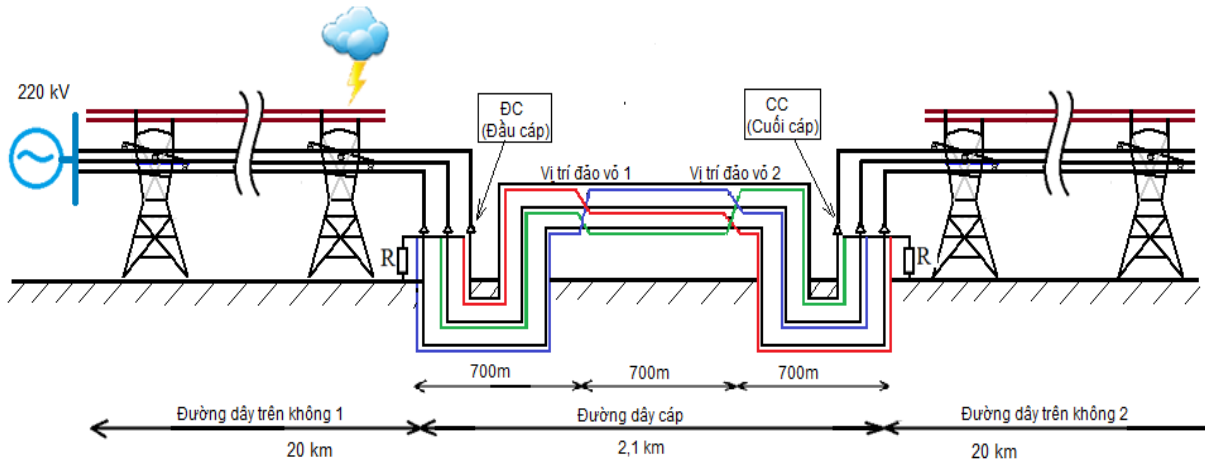 220 kV
ĐC
(Đầu cáp)
CC
(Cuối cáp)
Vị trí đảo vỏ 1
Vị trí đảo vỏ 2
R
R
700m
700m
700m
Đường dây trên không 1
Đường dây cáp
Đường dây trên không 2
20 km
2,1 km
20 km